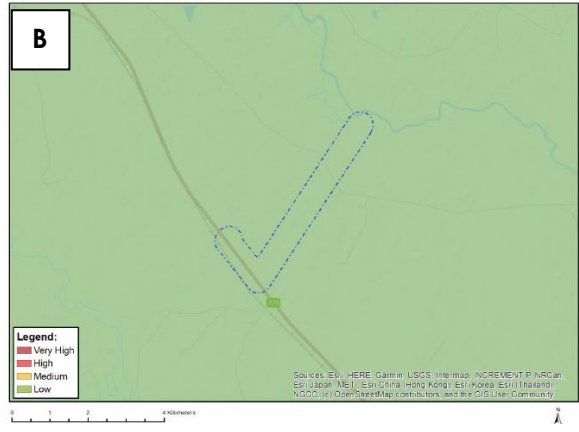 B
Legend:
Very High
High
Medium
Low
Sources: Esri, HERE, Garmin, USGS, Intermap, INCREMENT P, NRCan,
Esri Japan, METI, Esri China (Hong Kong), Esri Korea, Esri (Thailand),
NGCC, (c) OpenStreetMap contributors, and the GIS User Community
0 1 2 4 Kilometers
N